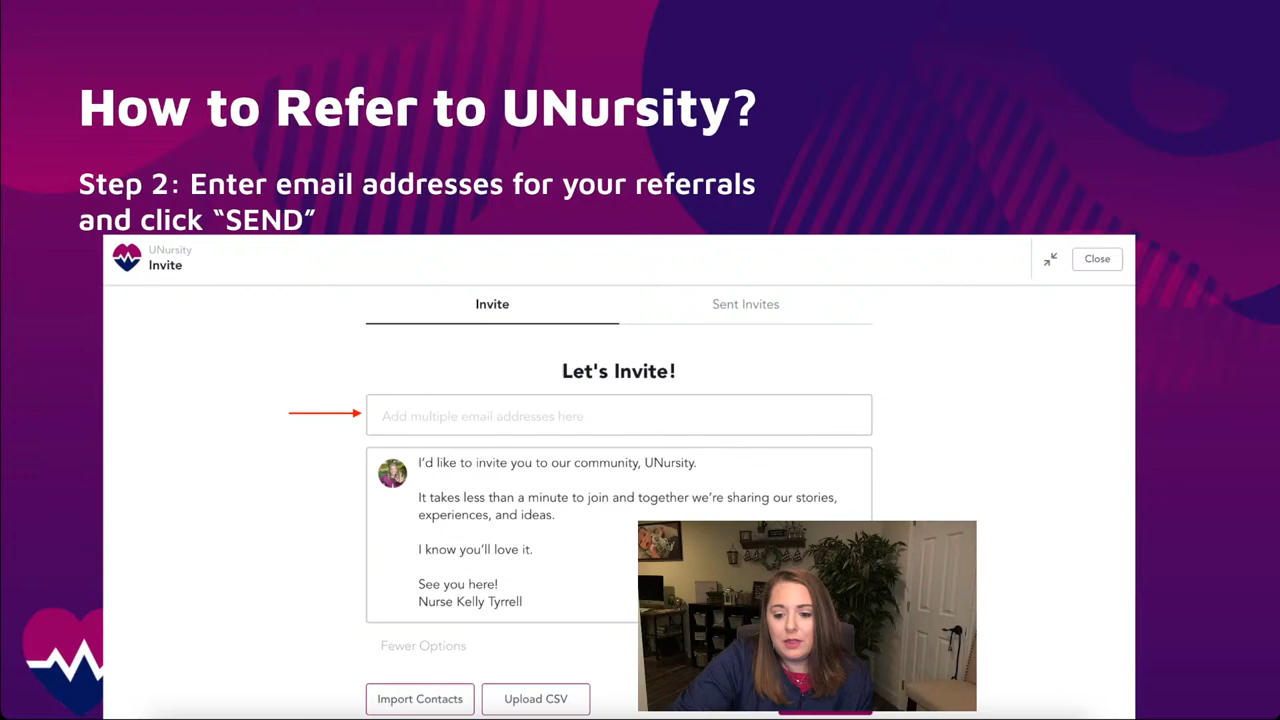 How to Refer to UNursity?
Step 2: Enter email addresses for your referrals
and click “SEND”
UNursity
Invite
Close
Invite
Sent Invites
Let's Invite!
Add multiple email addresses here
I’d like to invite you to our community, UNursity.
It takes less than a minute to join and together we’re sharing our stories,
experiences, and ideas.
I know you’ll love it.
See you here!
Nurse Kelly Tyrrell
Fewer Options
Import Contacts
Upload CSV